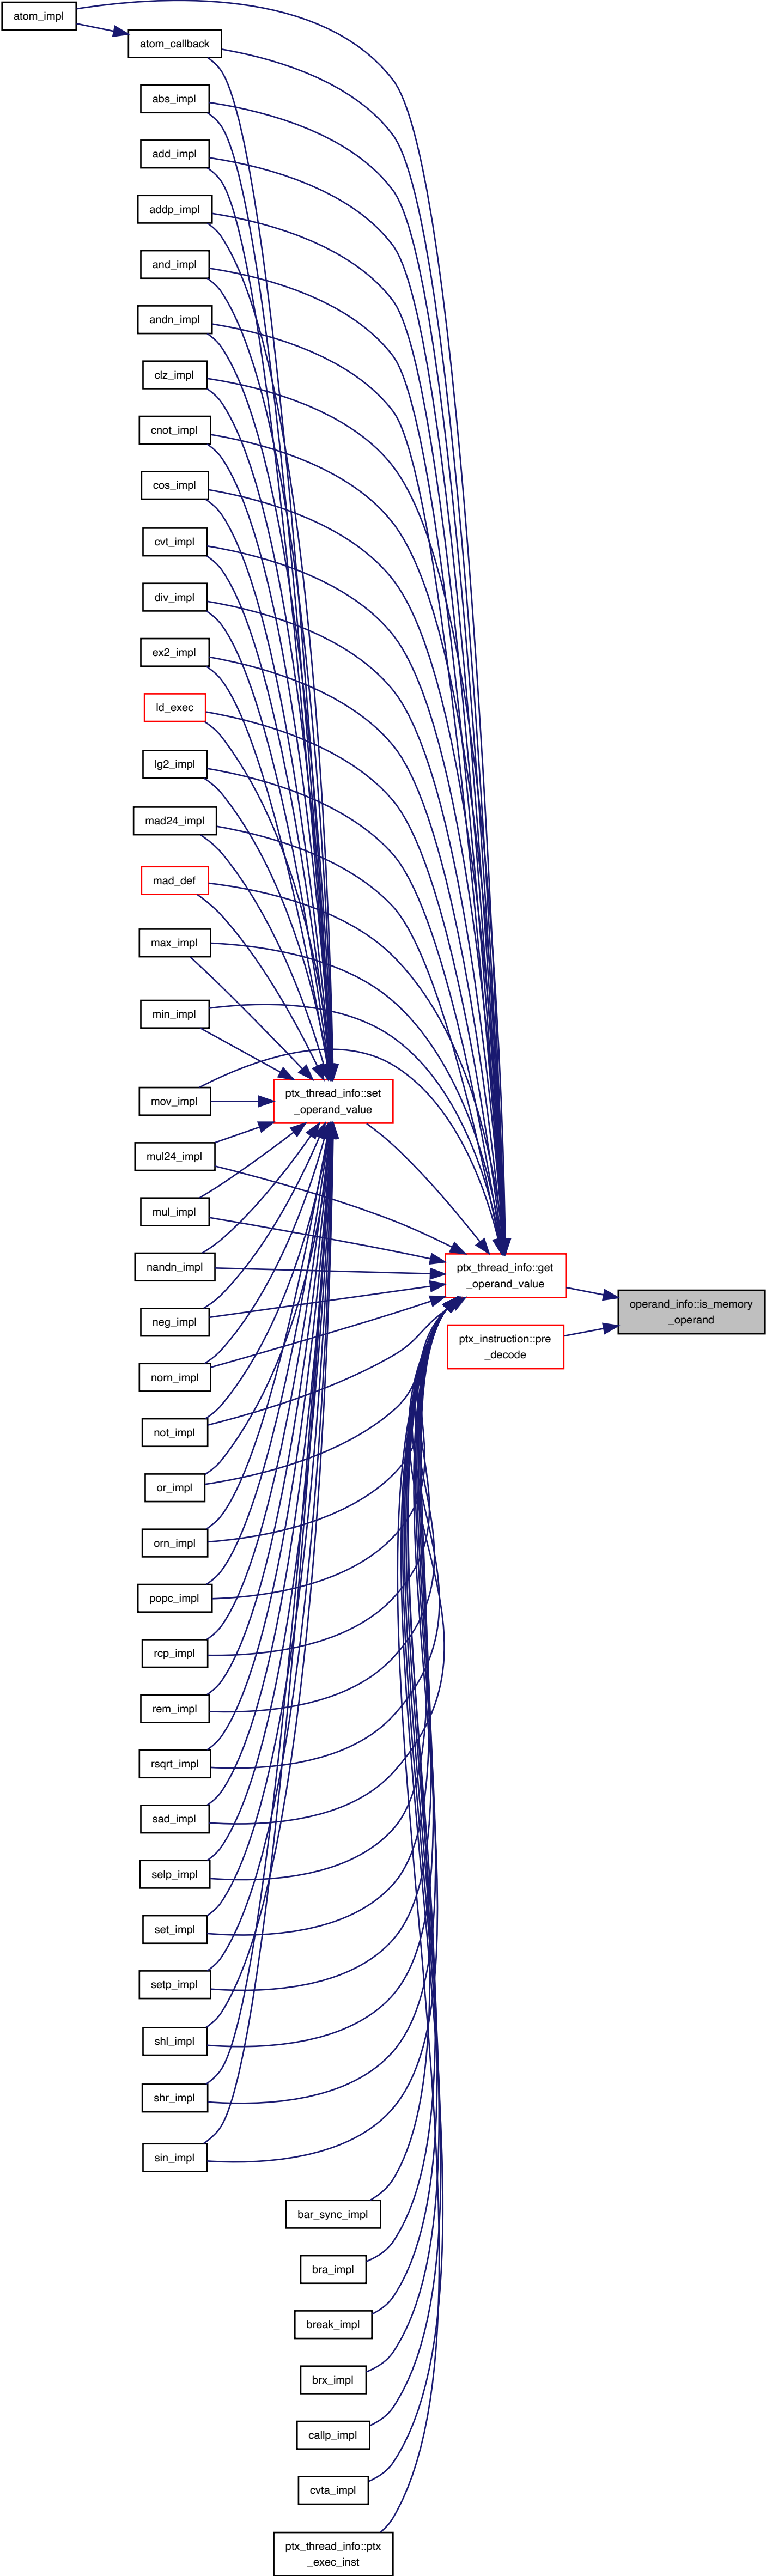 atom_impl
atom_callback
abs_impl
add_impl
addp_impl
and_impl
andn_impl
clz_impl
cnot_impl
cos_impl
cvt_impl
div_impl
ex2_impl
ld_exec
lg2_impl
mad24_impl
mad_def
max_impl
min_impl
mov_impl
ptx_thread_info::set
_operand_value
mul24_impl
mul_impl
nandn_impl
ptx_thread_info::get
_operand_value
operand_info::is_memory
_operand
neg_impl
ptx_instruction::pre
_decode
norn_impl
not_impl
or_impl
orn_impl
popc_impl
rcp_impl
rem_impl
rsqrt_impl
sad_impl
selp_impl
set_impl
setp_impl
shl_impl
shr_impl
sin_impl
bar_sync_impl
bra_impl
break_impl
brx_impl
callp_impl
cvta_impl
ptx_thread_info::ptx
_exec_inst